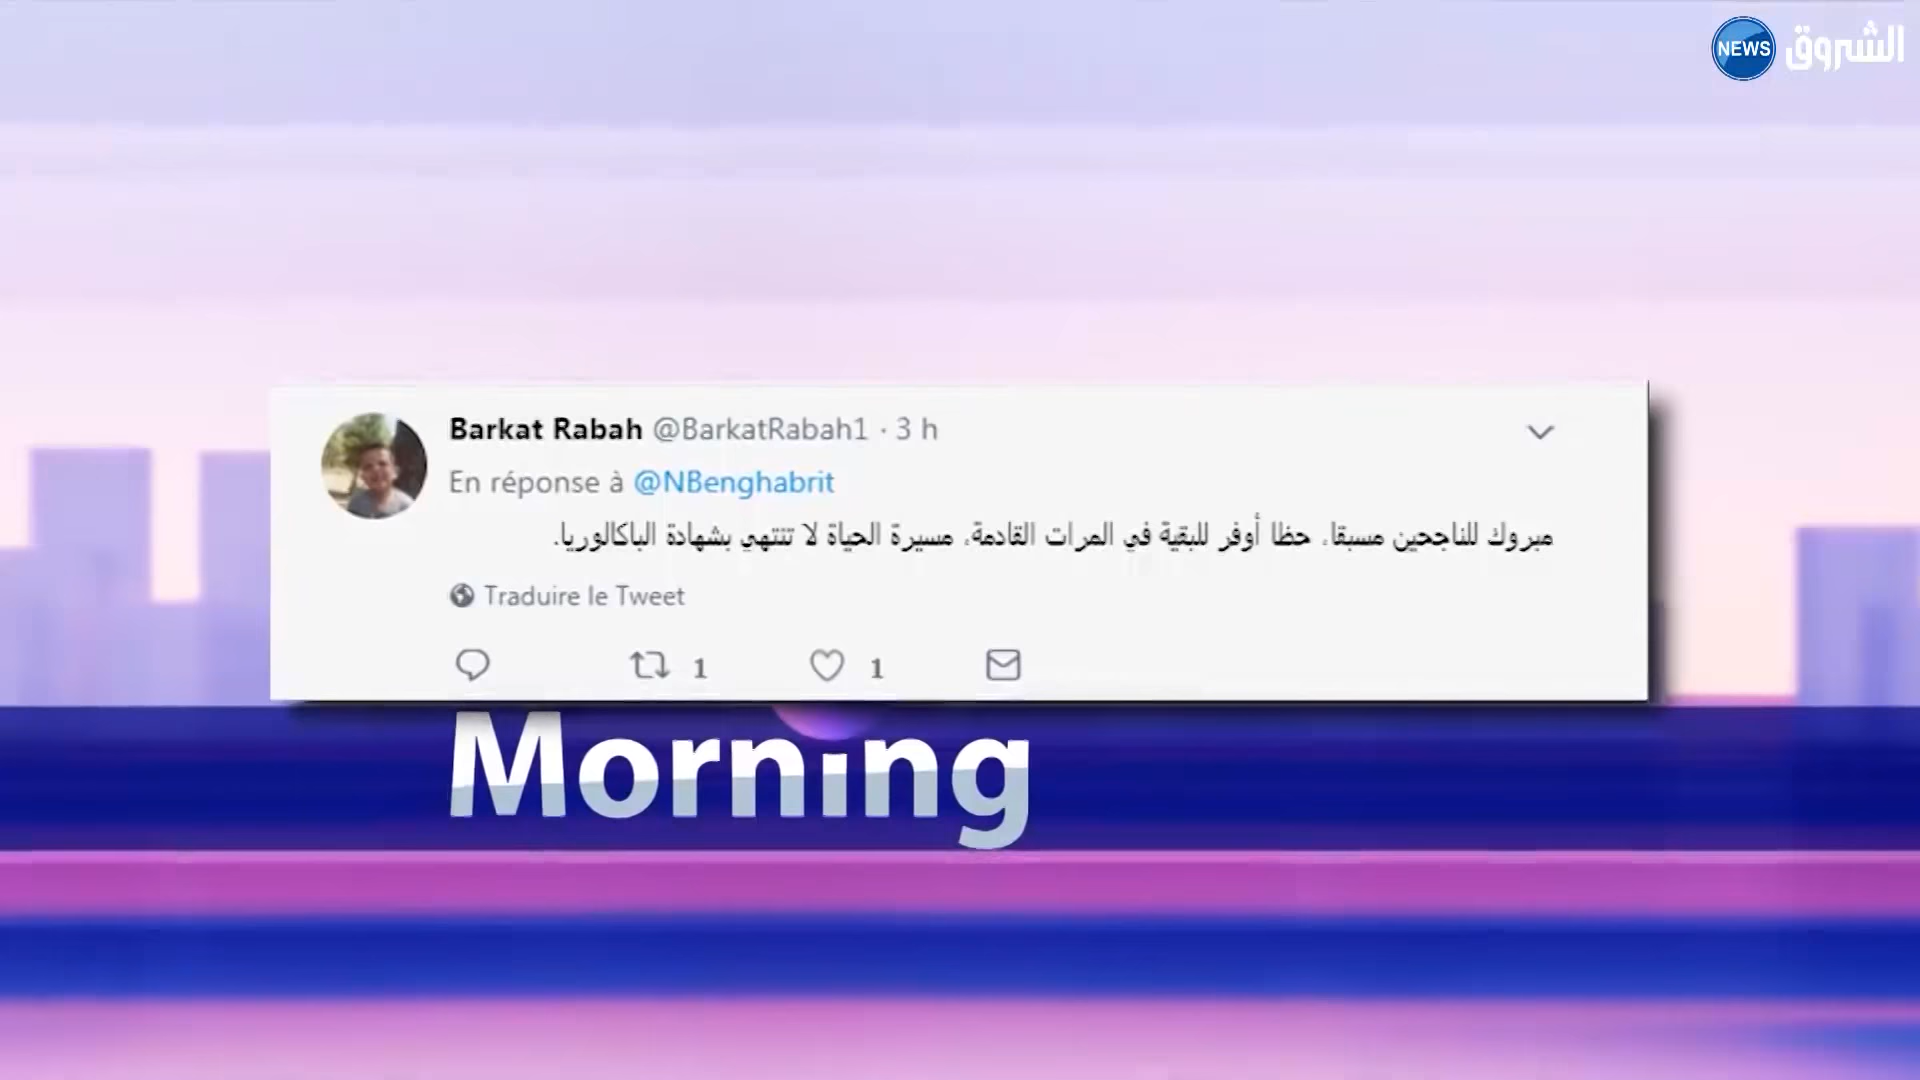 NEWS الشروق
Barkat Rabah @BarkatRabah1 · 3 h
En réponse à @NBenghabrit
مبروك للناجحين مسبقا، حظا أوفر للبقية في المرات القادمة، مسيرة الحياة لا تنتهي بشهادة الباكالوريا.
Traduire le Tweet
1 1
Morning